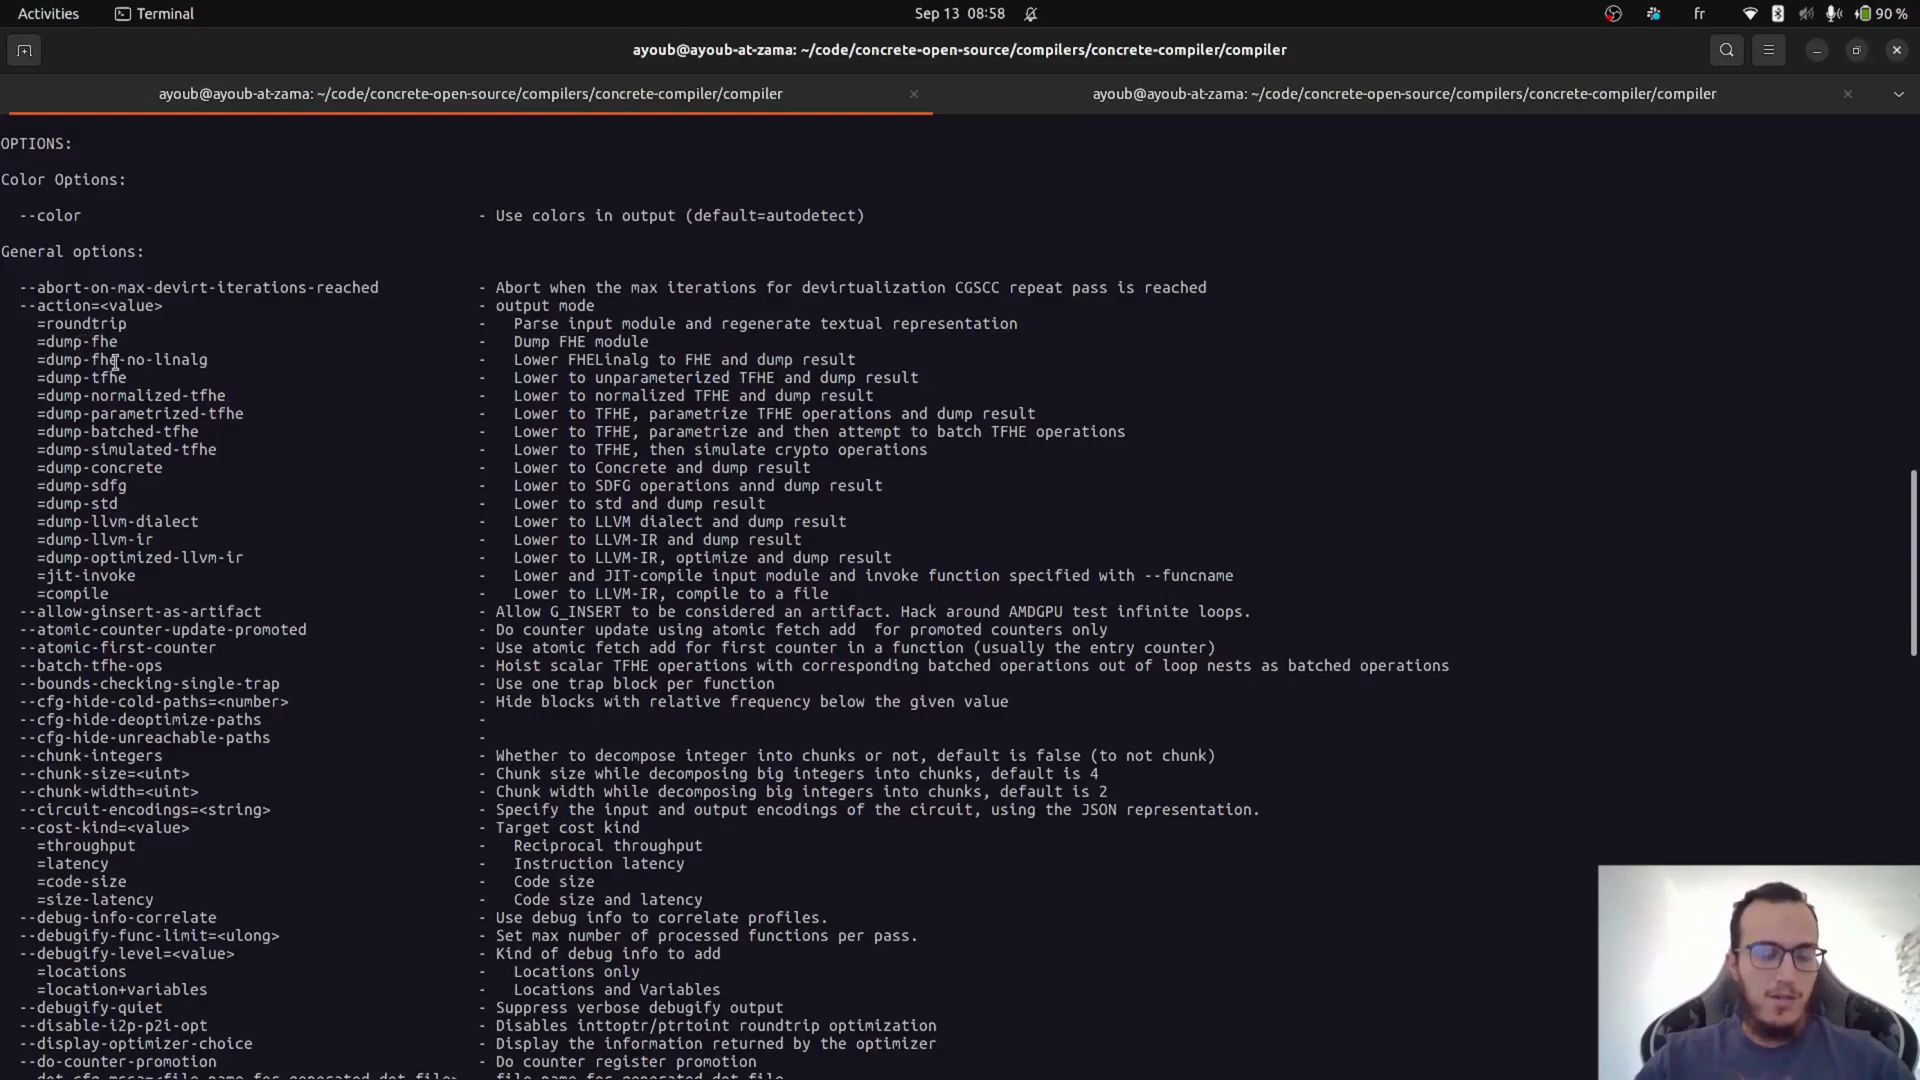 Activities
Terminal
Sep 13 08:58
fr
90 %
ayoub@ayoub-at-zama: ~/code/concrete-open-source/compilers/concrete-compiler/compiler
ayoub@ayoub-at-zama: ~/code/concrete-open-source/compilers/concrete-compiler/compiler
ayoub@ayoub-at-zama: ~/code/concrete-open-source/compilers/concrete-compiler/compiler
OPTIONS:
Color Options:
--color - Use colors in output (default=autodetect)
General options:
--abort-on-max-devirt-iterations-reached - Abort when the max iterations for devirtualization CGSCC repeat pass is reached
--action=<value> - output mode
=roundtrip - Parse input module and regenerate textual representation
=dump-fhe - Dump FHE module
=dump-fhe-no-linalg - Lower FHELinalg to FHE and dump result
=dump-tfhe - Lower to unparameterized TFHE and dump result
=dump-normalized-tfhe - Lower to normalized TFHE and dump result
=dump-parametrized-tfhe - Lower to TFHE, parametrize TFHE operations and dump result
=dump-batched-tfhe - Lower to TFHE, parametrize and then attempt to batch TFHE operations
=dump-simulated-tfhe - Lower to TFHE, then simulate crypto operations
=dump-concrete - Lower to Concrete and dump result
=dump-sdfg - Lower to SDFG operations annd dump result
=dump-std - Lower to std and dump result
=dump-llvm-dialect - Lower to LLVM dialect and dump result
=dump-llvm-ir - Lower to LLVM-IR and dump result
=dump-optimized-llvm-ir - Lower to LLVM-IR, optimize and dump result
=jit-invoke - Lower and JIT-compile input module and invoke function specified with --funcname
=compile - Lower to LLVM-IR, compile to a file
--allow-ginsert-as-artifact - Allow G_INSERT to be considered an artifact. Hack around AMDGPU test infinite loops.
--atomic-counter-update-promoted - Do counter update using atomic fetch add  for promoted counters only
--atomic-first-counter - Use atomic fetch add for first counter in a function (usually the entry counter)
--batch-tfhe-ops - Hoist scalar TFHE operations with corresponding batched operations out of loop nests as batched operations
--bounds-checking-single-trap - Use one trap block per function
--cfg-hide-cold-paths=<number> - Hide blocks with relative frequency below the given value
--cfg-hide-deoptimize-paths -
--cfg-hide-unreachable-paths -
--chunk-integers - Whether to decompose integer into chunks or not, default is false (to not chunk)
--chunk-size=<uint> - Chunk size while decomposing big integers into chunks, default is 4
--chunk-width=<uint> - Chunk width while decomposing big integers into chunks, default is 2
--circuit-encodings=<string> - Specify the input and output encodings of the circuit, using the JSON representation.
--cost-kind=<value> - Target cost kind
=throughput - Reciprocal throughput
=latency - Instruction latency
=code-size - Code size
=size-latency - Code size and latency
--debug-info-correlate - Use debug info to correlate profiles.
--debugify-func-limit=<ulong> - Set max number of processed functions per pass.
--debugify-level=<value> - Kind of debug info to add
=locations - Locations only
=location+variables - Locations and Variables
--debugify-quiet - Suppress verbose debugify output
--disable-i2p-p2i-opt - Disables inttoptr/ptrtoint roundtrip optimization
--display-optimizer-choice - Display the information returned by the optimizer
--do-counter-promotion - Do counter register promotion